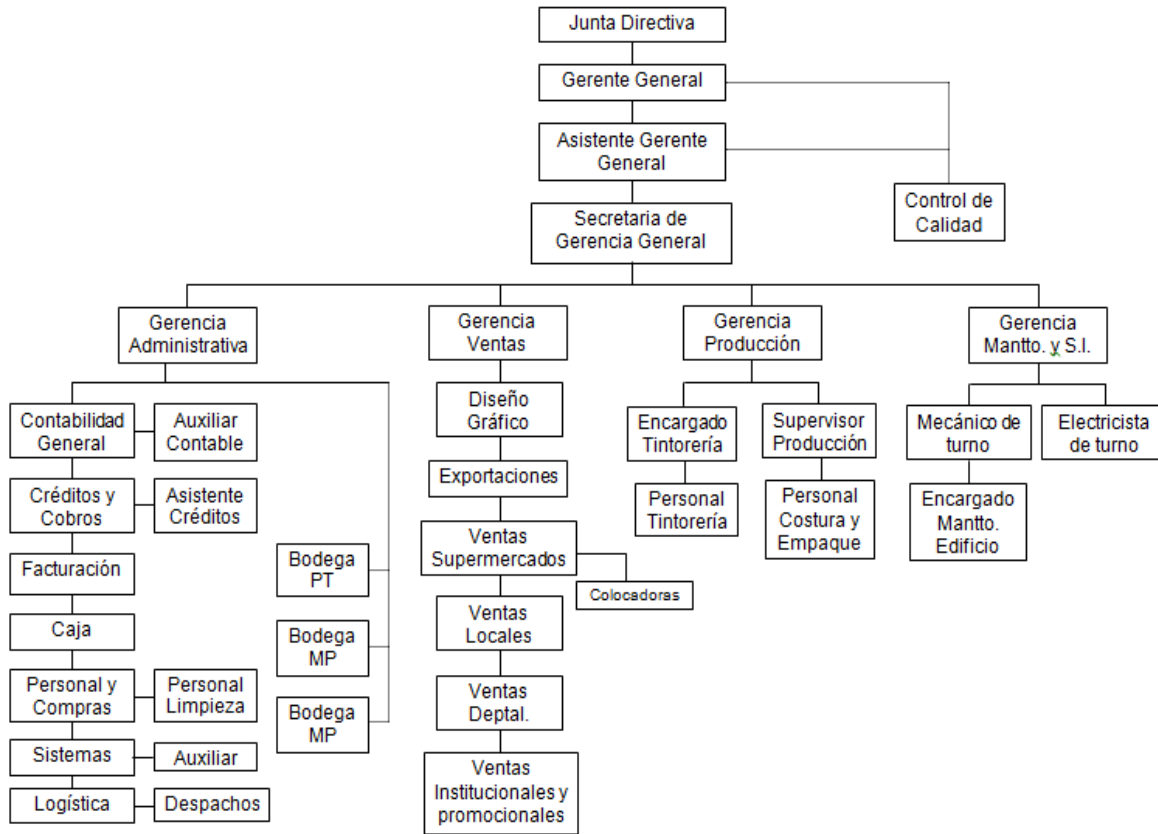 Junta Directiva
Gerente General
Asistente Gerente
General
Control de
Calidad
Secretaria de
Gerencia General
Gerencia
Administrativa
Gerencia
Ventas
Gerencia
Producción
Gerencia
Mantto. y S.I.
Contabilidad
General
Auxiliar
Contable
Créditos y
Cobros
Asistente
Créditos
Facturación
Caja
Personal y
Compras
Personal
Limpieza
Sistemas
Auxiliar
Logística
Despachos
Bodega
PT
Bodega
MP
Bodega
MP
Diseño
Gráfico
Exportaciones
Ventas
Supermercados
Colocadoras
Ventas
Locales
Ventas
Deptal.
Ventas
Institucionales y
promocionales
Encargado
Tintorería
Personal
Tintorería
Supervisor
Producción
Personal
Costura y
Empaque
Mecánico de
turno
Encargado
Mantto.
Edificio
Electricista
de turno